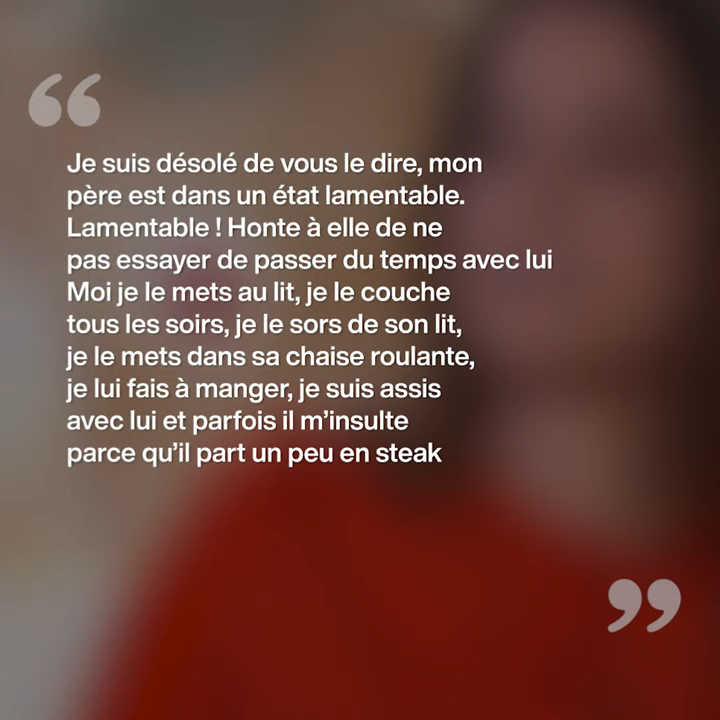 “
Je suis désolé de vous le dire, mon
père est dans un état lamentable.
Lamentable ! Honte à elle de ne
pas essayer de passer du temps avec lui
Moi je le mets au lit, je le couche
tous les soirs, je le sors de son lit,
je le mets dans sa chaise roulante,
je lui fais à manger, je suis assis
avec lui et parfois il m’insulte
parce qu’il part un peu en steak
”